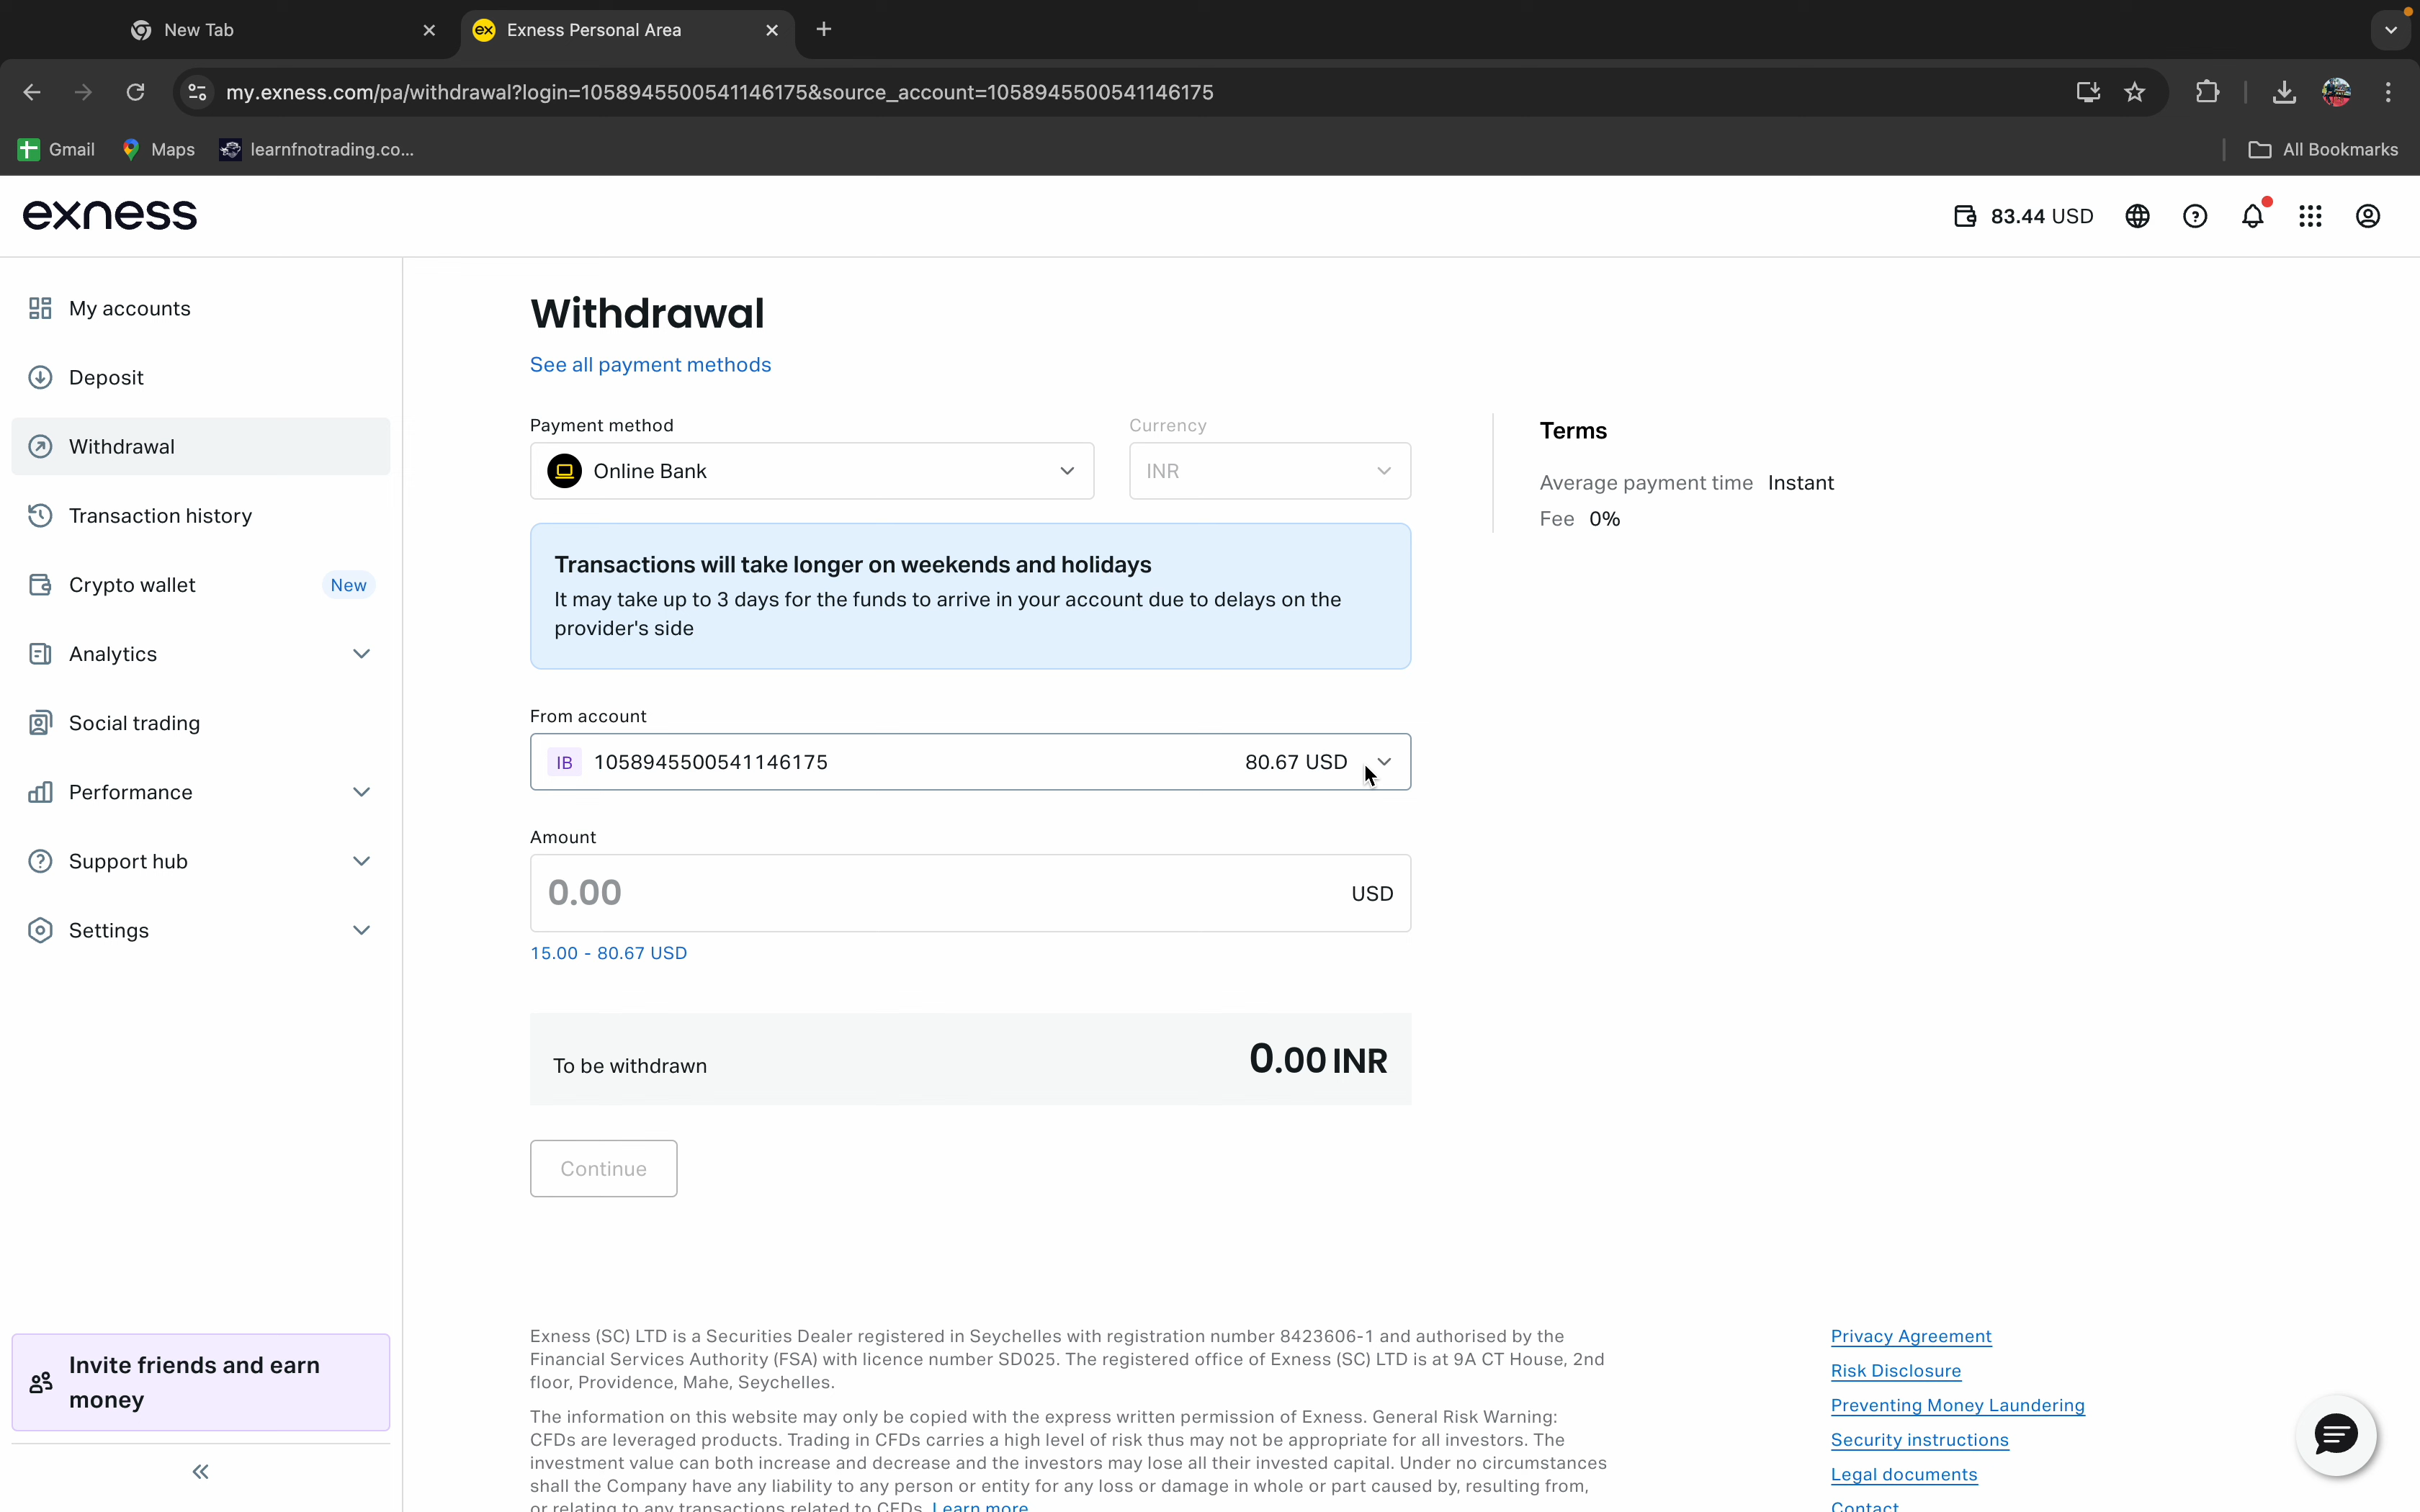 New Tab
Exness Personal Area
my.exness.com/pa/withdrawal?login=1058945500541146175&source_account=1058945500541146175
Gmail
Maps
learnfnotrading.co...
All Bookmarks
exness
83.44 USD
My accounts
Deposit
Withdrawal
Transaction history
Crypto wallet
New
Analytics
Social trading
Performance
Support hub
Settings
Invite friends and earn
money
Withdrawal
See all payment methods
Payment method
Online Bank
Currency
INR
Transactions will take longer on weekends and holidays
It may take up to 3 days for the funds to arrive in your account due to delays on the
provider's side
From account
IB 1058945500541146175 80.67 USD
Amount
0.00 USD
15.00 - 80.67 USD
To be withdrawn 0.00 INR
Continue
Terms
Average payment time Instant
Fee 0%
Exness (SC) LTD is a Securities Dealer registered in Seychelles with registration number 8423606-1 and authorised by the
Financial Services Authority (FSA) with licence number SD025. The registered office of Exness (SC) LTD is at 9A CT House, 2nd
floor, Providence, Mahe, Seychelles.
The information on this website may only be copied with the express written permission of Exness. General Risk Warning:
CFDs are leveraged products. Trading in CFDs carries a high level of risk thus may not be appropriate for all investors. The
investment value can both increase and decrease and the investors may lose all their invested capital. Under no circumstances
shall the Company have any liability to any person or entity for any loss or damage in whole or part caused by, resulting from,
or relating to any transactions related to CFDs. Learn more
Privacy Agreement
Risk Disclosure
Preventing Money Laundering
Security instructions
Legal documents
Contact